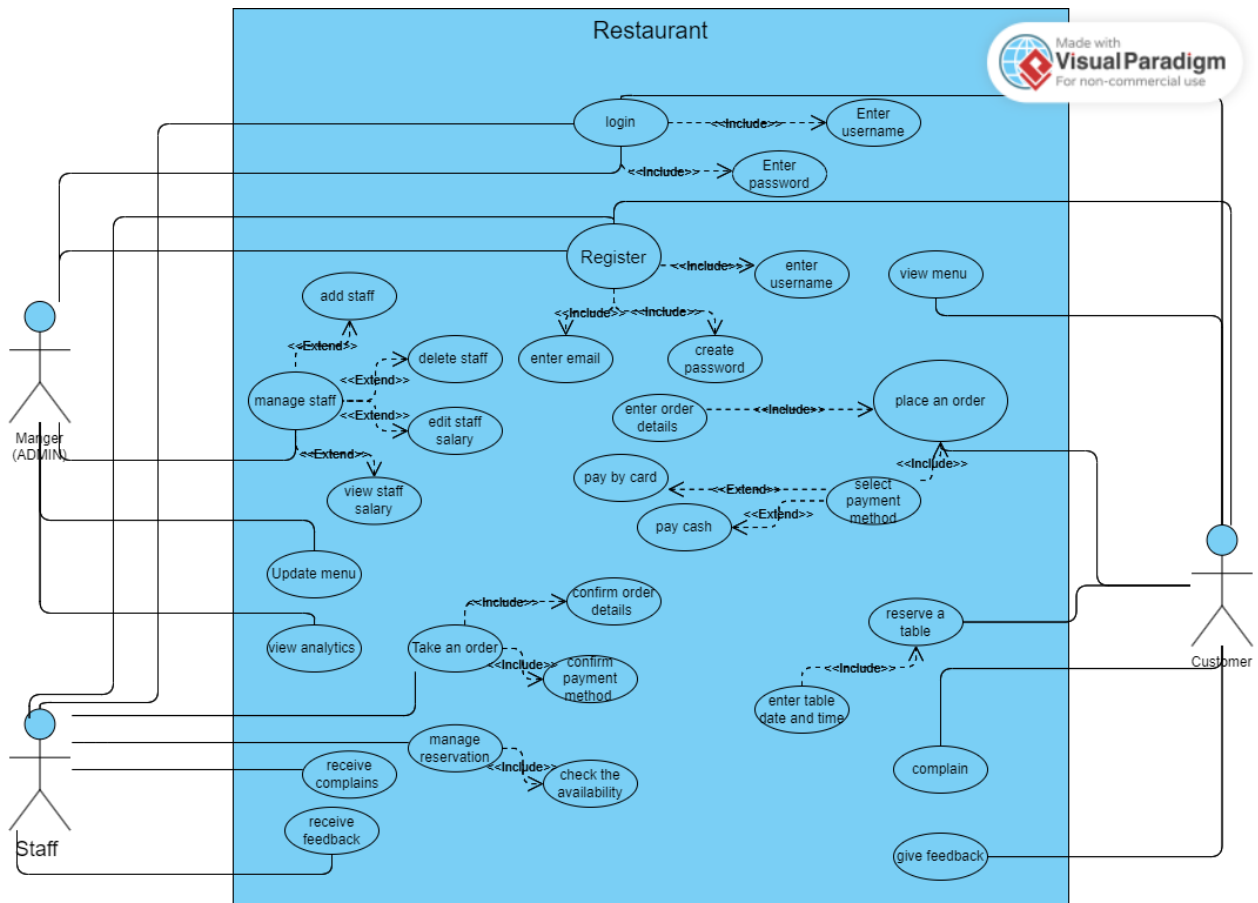 Restaurant
Made with
Visual Paradigm
For non-commercial use
login
<<Include>>
Enter
username
<<Include>>
Enter
password
Register
<<Include>>
enter
username
view menu
add staff
<<Extend>>
<<Include>>
<<Include>>
enter email
create
password
delete staff
<<Extend>>
manage staff
<<Extend>>
edit staff
salary
<<Extend>>
view staff
salary
Manger
(ADMIN)
enter order
details
<<Include>>
place an order
<<Include>>
pay by card
<<Extend>>
select
payment
method
<<Extend>>
pay cash
Update menu
view analytics
Take an order
<<Include>>
confirm order
details
<<Include>>
confirm
payment
method
reserve a
table
<<Include>>
enter table
date and time
Customer
manage
reservation
<<Include>>
check the
availability
receive
complains
receive
feedback
complain
give feedback
Staff